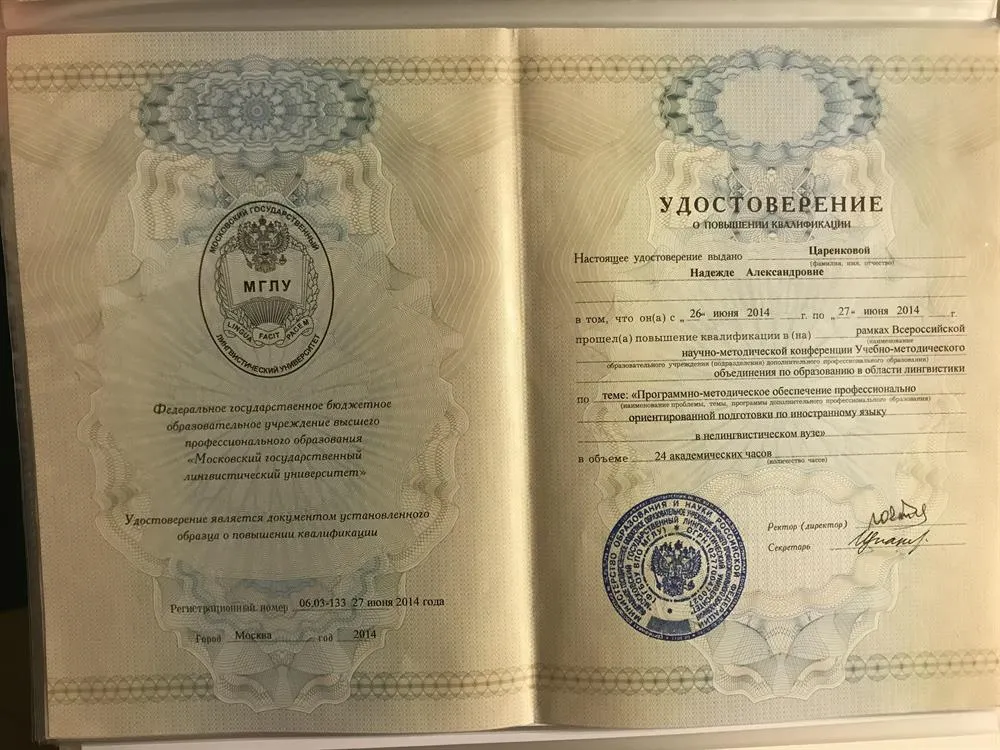 МОСКОВСКИЙ ГОСУДАРСТВЕННЫЙ
МГЛУ
LINGUA FACIT PACEM
ЛИНГВИСТИЧЕСКИЙ УНИВЕРСИТЕТ
Федеральное государственное бюджетное
образовательное учреждение высшего
профессионального образования
«Московский государственный
лингвистический университет»
Удостоверение является документом установленного
образца о повышении квалификации
Регистрационный номер 06.03-133 27 июня 2014 года
Город Москва год 2014
УДОСТОВЕРЕНИЕ
О ПОВЫШЕНИИ КВАЛИФИКАЦИИ
Настоящее удостоверение выдано Царенковой
(фамилия, имя, отчество)
Надежде Александровне
в том, что он(а) с „26“ июня 2014 г. по „27“ июня 2014 г.
прошел(а) повышение квалификации в (на) рамках Всероссийской
(наименование
научно-методической конференции Учебно-методического
образовательного учреждения (подразделения) дополнительного профессионального образования)
объединения по образованию в области лингвистики
по теме: «Программно-методическое обеспечение профессионально
(наименование проблемы, темы, программы дополнительного профессионального образования)
ориентированной подготовки по иностранному языку
в нелингвистическом вузе»
в объеме 24 академических часов
(количество часов)
Ректор (директор)
Секретарь
МИНИСТЕРСТВО ОБРАЗОВАНИЯ И НАУКИ РОССИЙСКОЙ ФЕДЕРАЦИИ